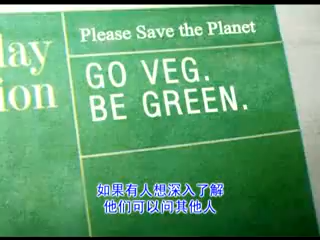 Please Save the Planet
lay
ion
GO VEG.
BE GREEN.
如果有人想深入了解
他们可以问其他人